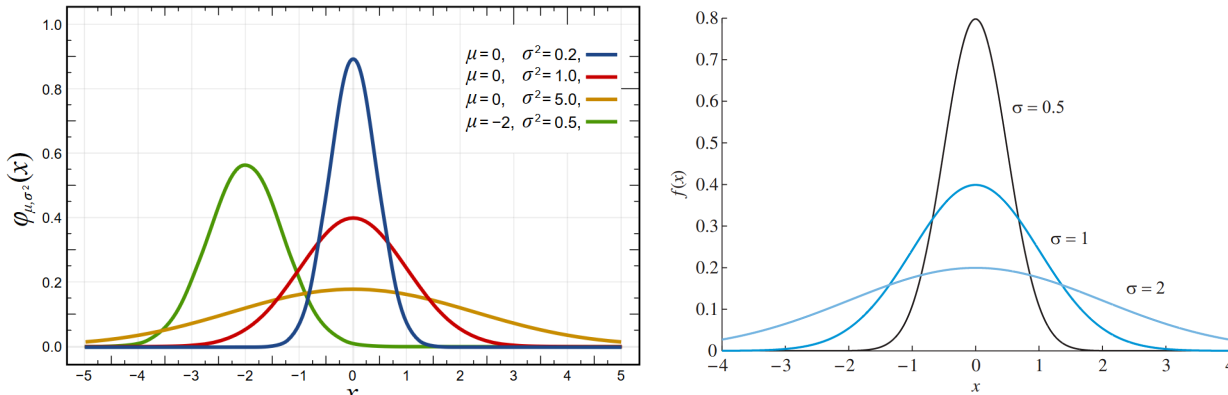 1.0
0.8
0.6
0.4
0.2
0.0
φμ,σ²(x)
μ=0, σ²=0.2,
μ=0, σ²=1.0,
μ=0, σ²=5.0,
μ=−2, σ²=0.5,
−5 −4 −3 −2 −1 0 1 2 3 4 5
x
0.8
0.7
0.6
0.5
0.4
0.3
0.2
0.1
0
f(x)
σ = 0.5
σ = 1
σ = 2
−4 −3 −2 −1 0 1 2 3 4
x